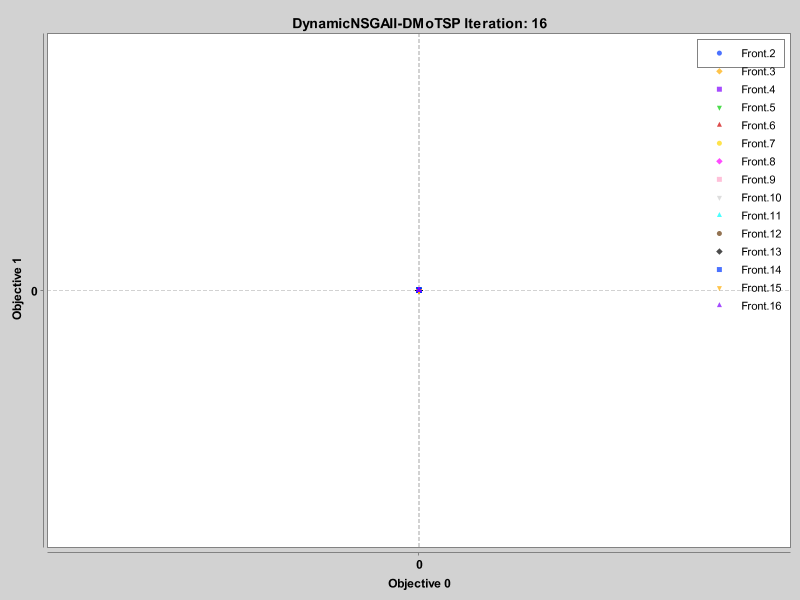 DynamicNSGAII-DMoTSP Iteration: 16
Front.2
Front.3
Front.4
Front.5
Front.6
Front.7
Front.8
Front.9
Front.10
Front.11
Front.12
Front.13
Front.14
Front.15
Front.16
Objective 1
0
0
Objective 0